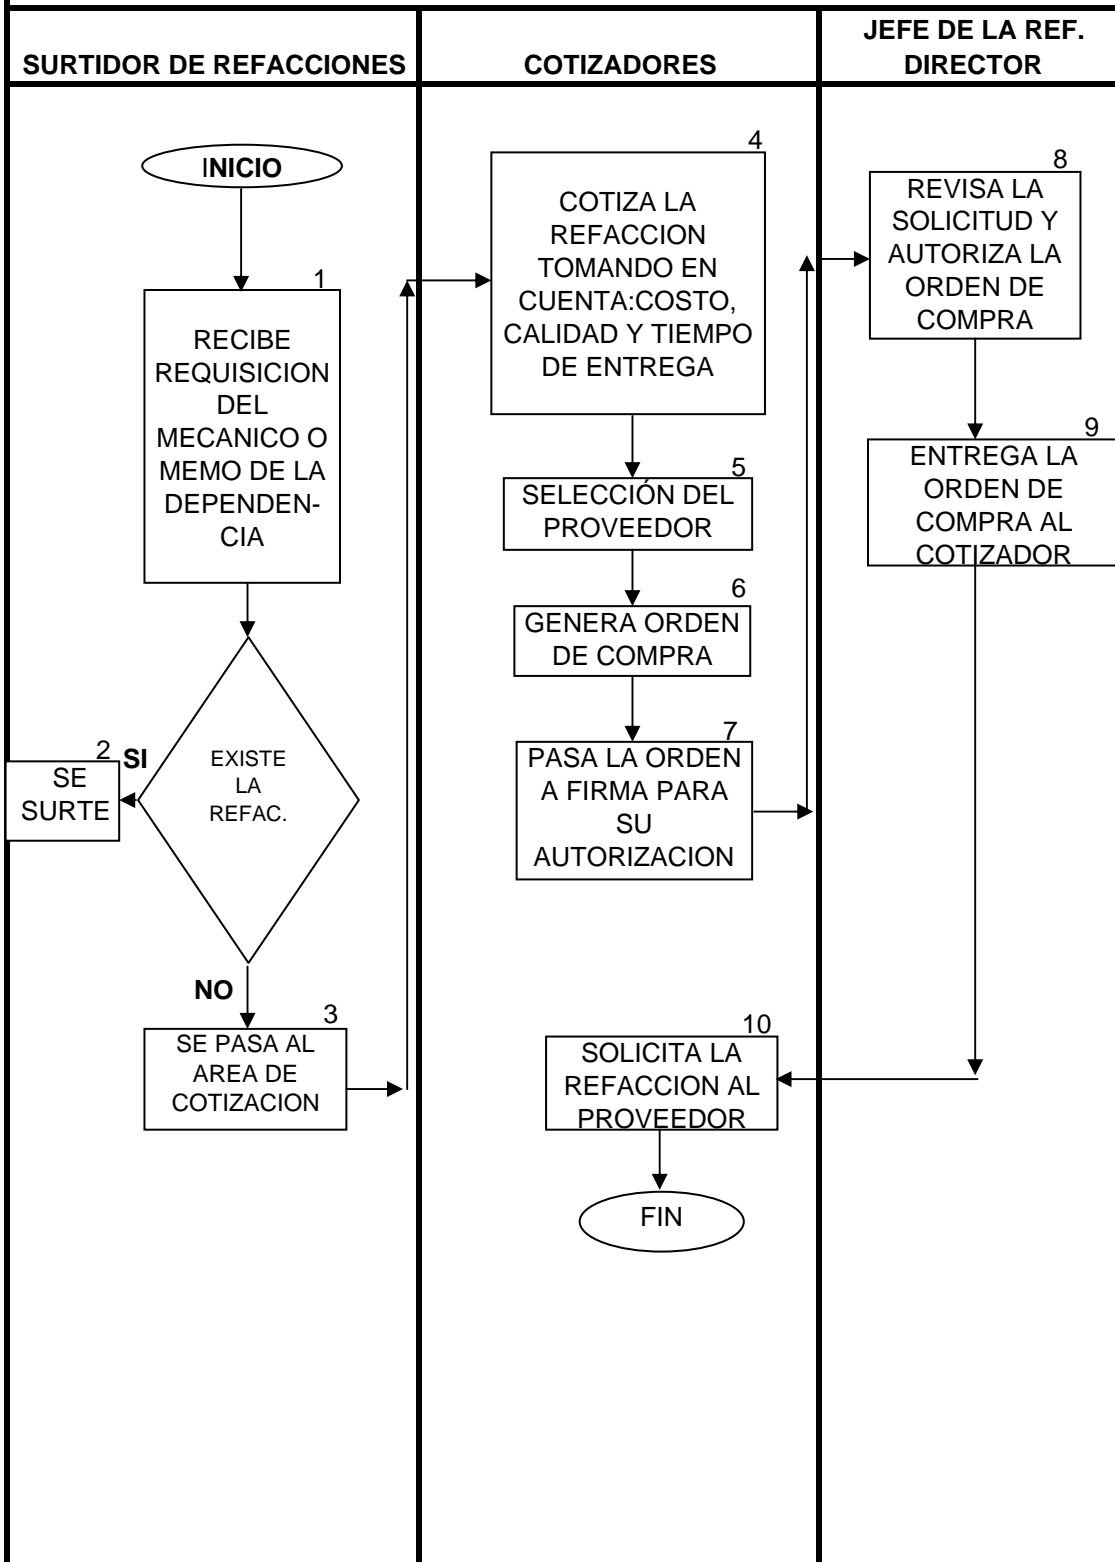 SURTIDOR DE REFACCIONES
COTIZADORES
JEFE DE LA REF.
DIRECTOR
INICIO
1
RECIBE
REQUISICION
DEL
MECANICO O
MEMO DE LA
DEPENDEN-
CIA
EXISTE
LA
REFAC.
SI
2
SE
SURTE
NO
3
SE PASA AL
AREA DE
COTIZACION
4
COTIZA LA
REFACCION
TOMANDO EN
CUENTA:COSTO,
CALIDAD Y TIEMPO
DE ENTREGA
5
SELECCIÓN DEL
PROVEEDOR
6
GENERA ORDEN
DE COMPRA
7
PASA LA ORDEN
A FIRMA PARA
SU
AUTORIZACION
8
REVISA LA
SOLICITUD Y
AUTORIZA LA
ORDEN DE
COMPRA
9
ENTREGA LA
ORDEN DE
COMPRA AL
COTIZADOR
10
SOLICITA LA
REFACCION AL
PROVEEDOR
FIN